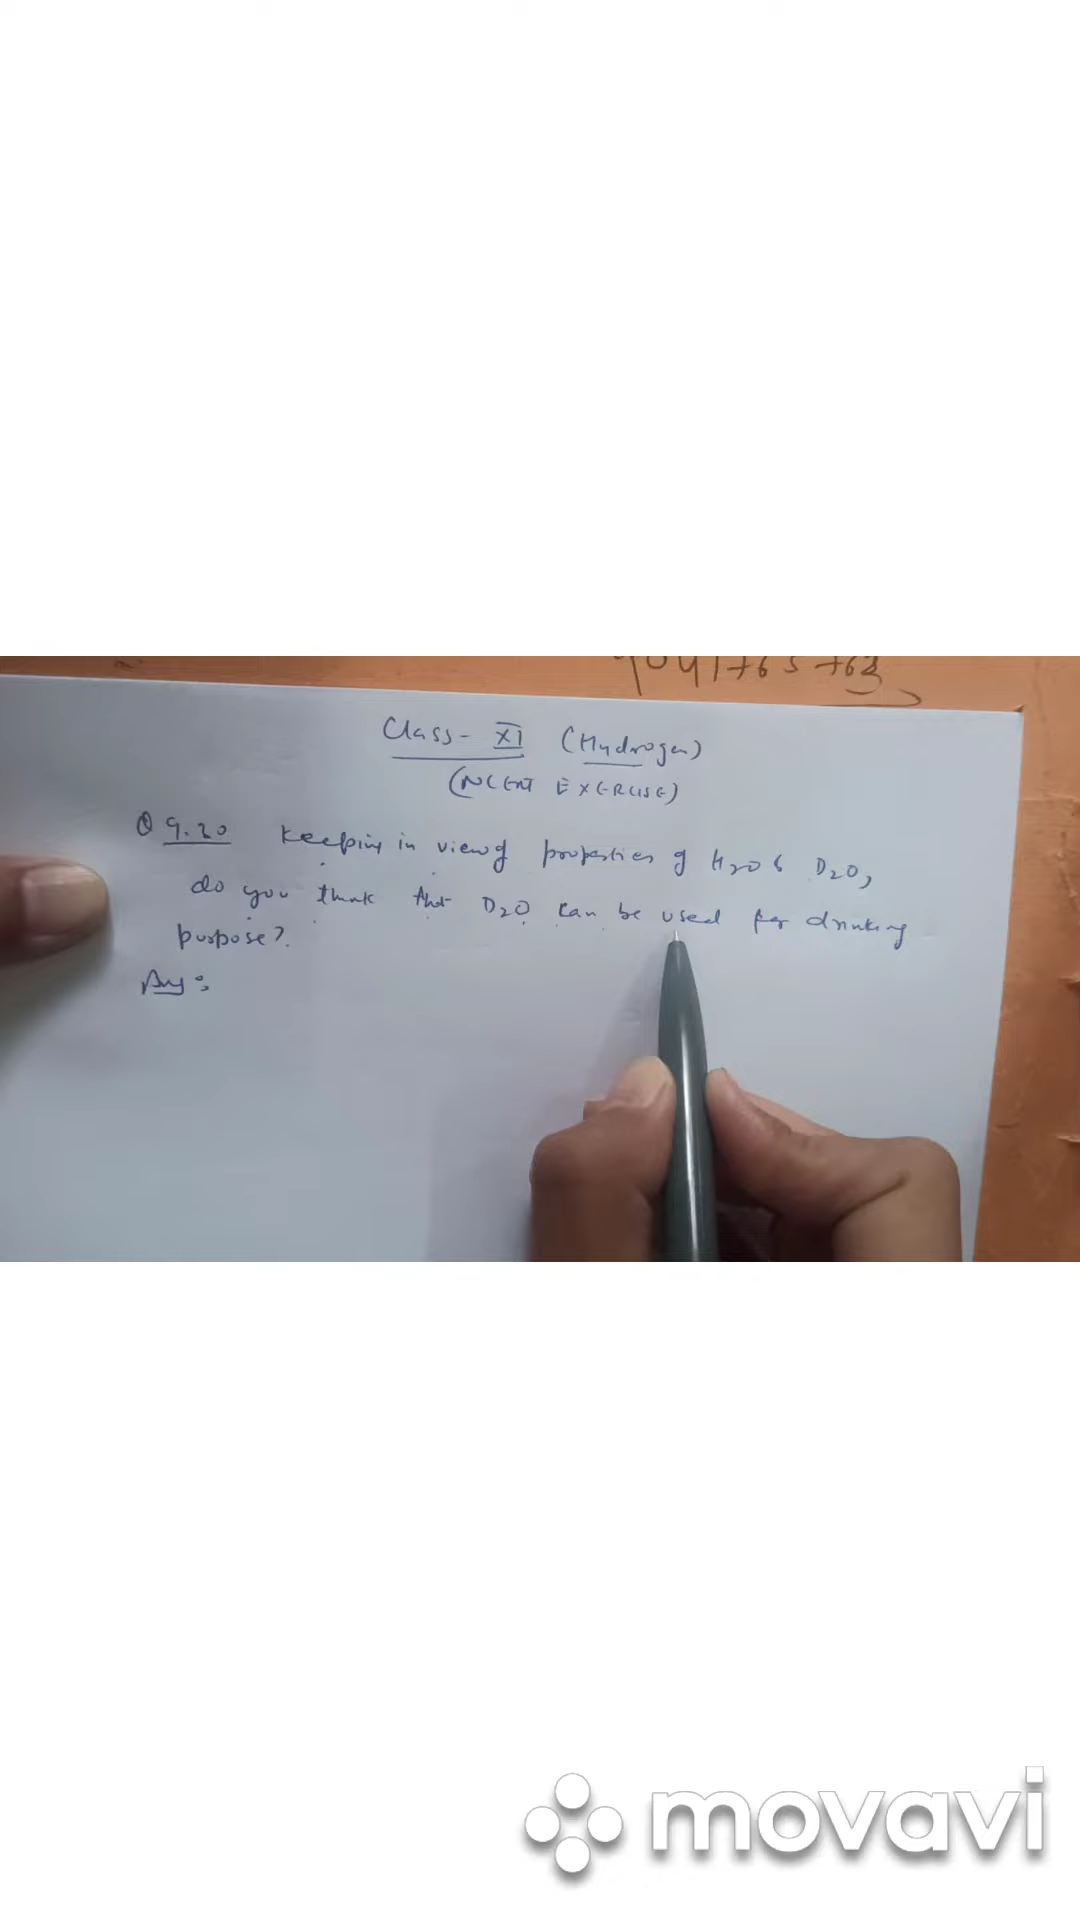 Class- XI (Hydrogen)
(NCERT EXERCISE)
Q 9.20 Keeping in view of properties of H2O & D2O,
do you think that D2O can be used for drinking
purpose?
Ans:
movavi